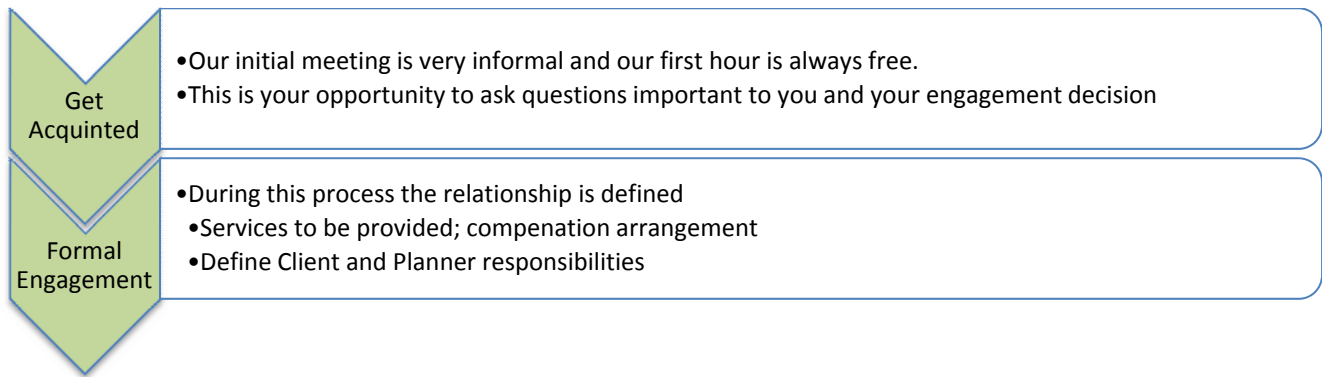 Get
Acquinted
•Our initial meeting is very informal and our first hour is always free.
•This is your opportunity to ask questions important to you and your engagement decision
Formal
Engagement
•During this process the relationship is defined
•Services to be provided; compenation arrangement
•Define Client and Planner responsibilities